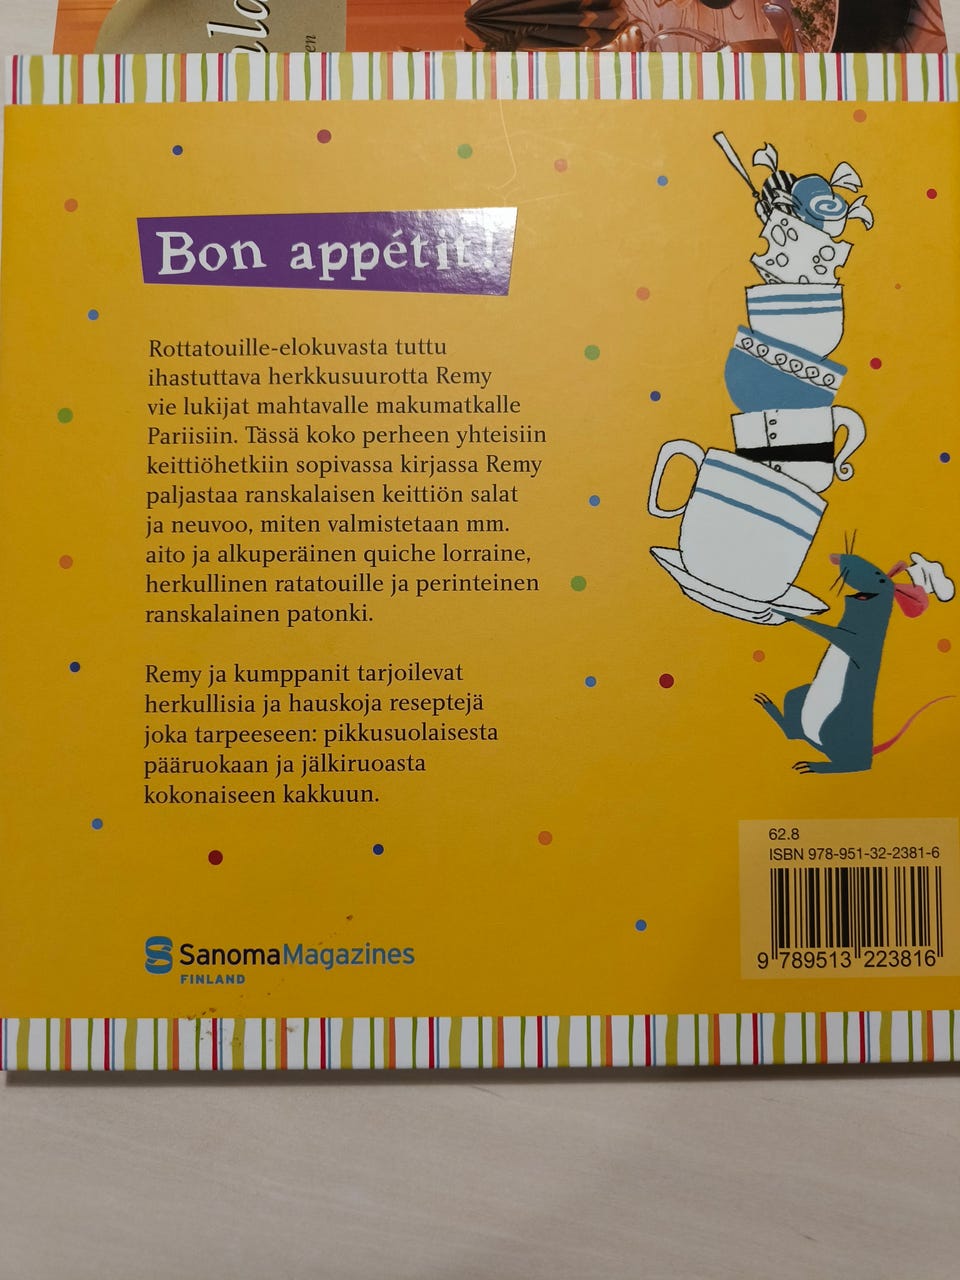 Bon appétit!
Rottatouille-elokuvasta tuttu
ihastuttava herkkusuurotta Remy
vie lukijat mahtavalle makumatkalle
Pariisiin. Tässä koko perheen yhteisiin
keittiöhetkiin sopivassa kirjassa Remy
paljastaa ranskalaisen keittiön salat
ja neuvoo, miten valmistetaan mm.
aito ja alkuperäinen quiche lorraine,
herkullinen ratatouille ja perinteinen
ranskalainen patonki.
Remy ja kumppanit tarjoilevat
herkullisia ja hauskoja reseptejä
joka tarpeeseen: pikkusuolaisesta
pääruokaan ja jälkiruoasta
kokonaiseen kakkuun.
62.8
ISBN 978-951-32-2381-6
9 789513 223816
SanomaMagazines
FINLAND